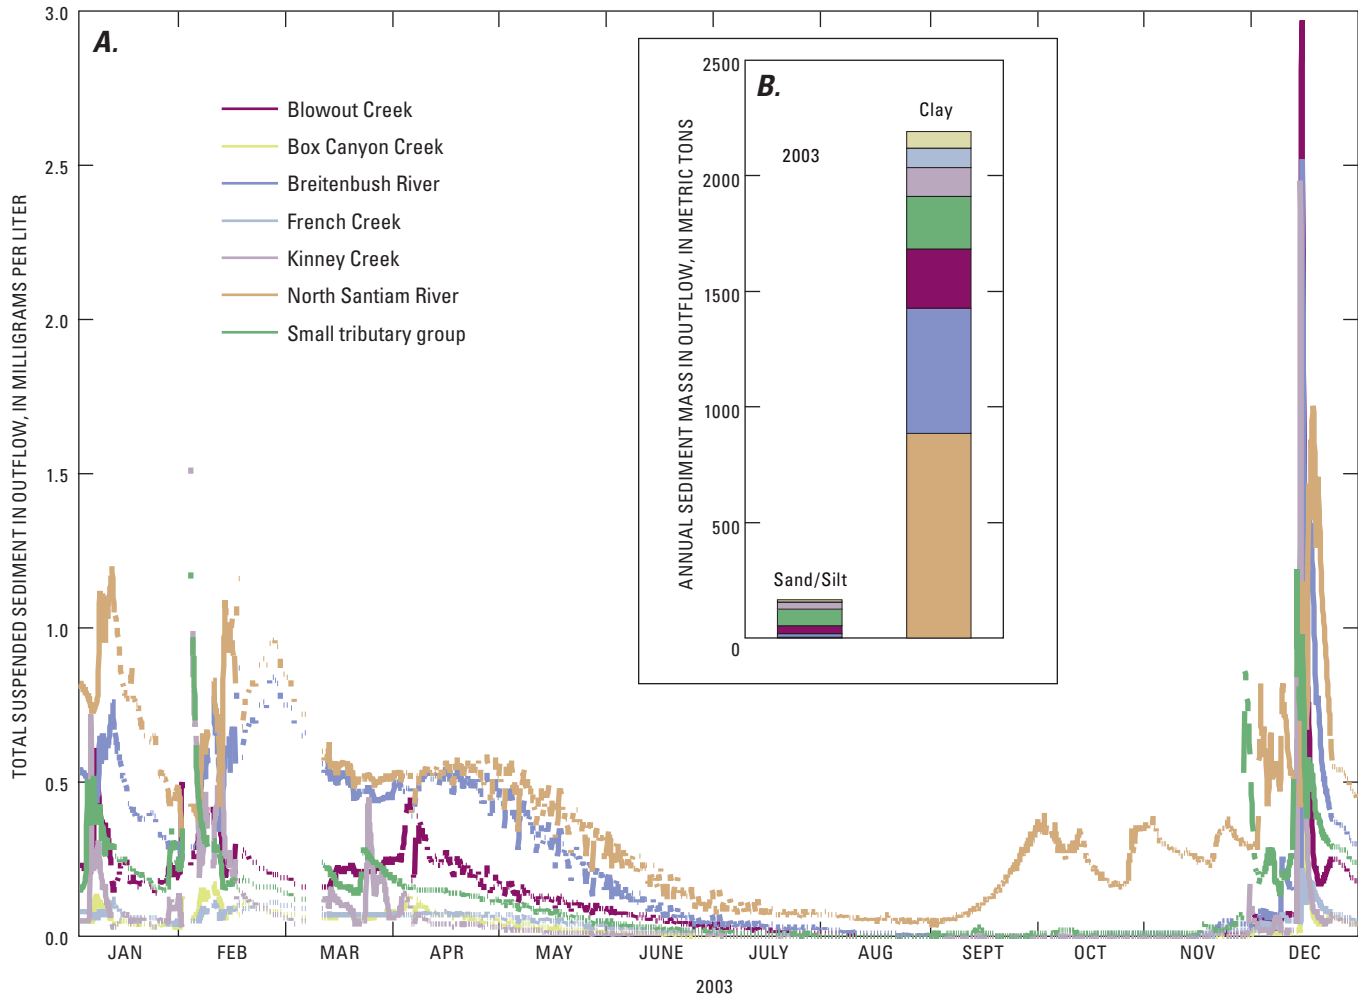 A.
3.0
2.5
2.0
1.5
1.0
0.5
0.0
TOTAL SUSPENDED SEDIMENT IN OUTFLOW, IN MILLIGRAMS PER LITER
Blowout Creek
Box Canyon Creek
Breitenbush River
French Creek
Kinney Creek
North Santiam River
Small tributary group
B.
2500
2000
1500
1000
500
0
ANNUAL SEDIMENT MASS IN OUTFLOW, IN METRIC TONS
2003
Clay
Sand/Silt
JAN FEB MAR APR MAY JUNE JULY AUG SEPT OCT NOV DEC
2003